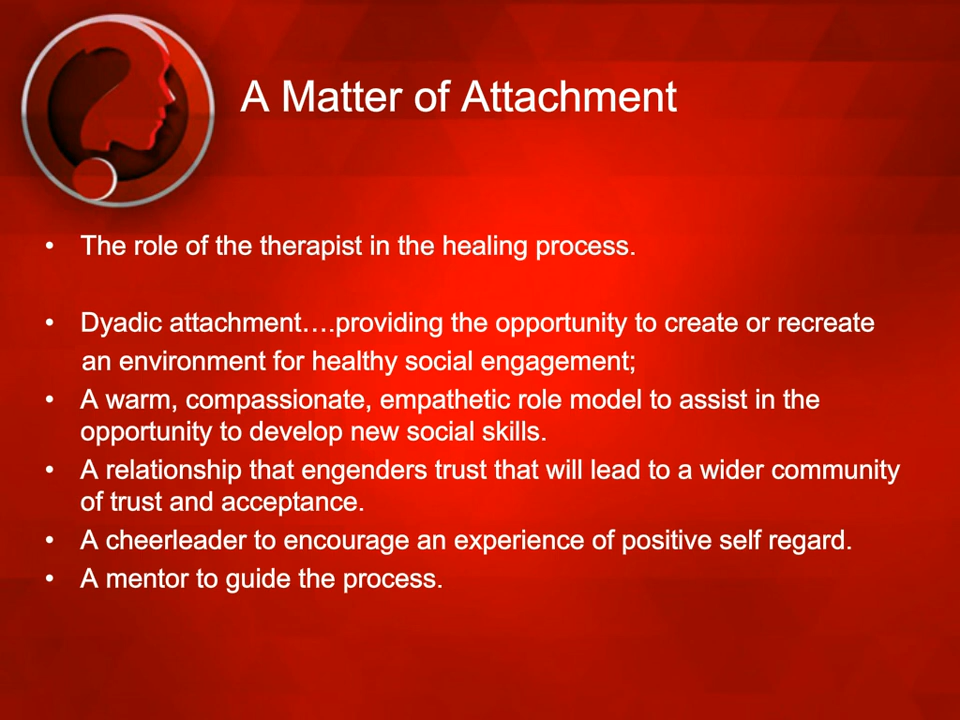 A Matter of Attachment
• The role of the therapist in the healing process.
• Dyadic attachment….providing the opportunity to create or recreate
an environment for healthy social engagement;
• A warm, compassionate, empathetic role model to assist in the
opportunity to develop new social skills.
• A relationship that engenders trust that will lead to a wider community
of trust and acceptance.
• A cheerleader to encourage an experience of positive self regard.
• A mentor to guide the process.